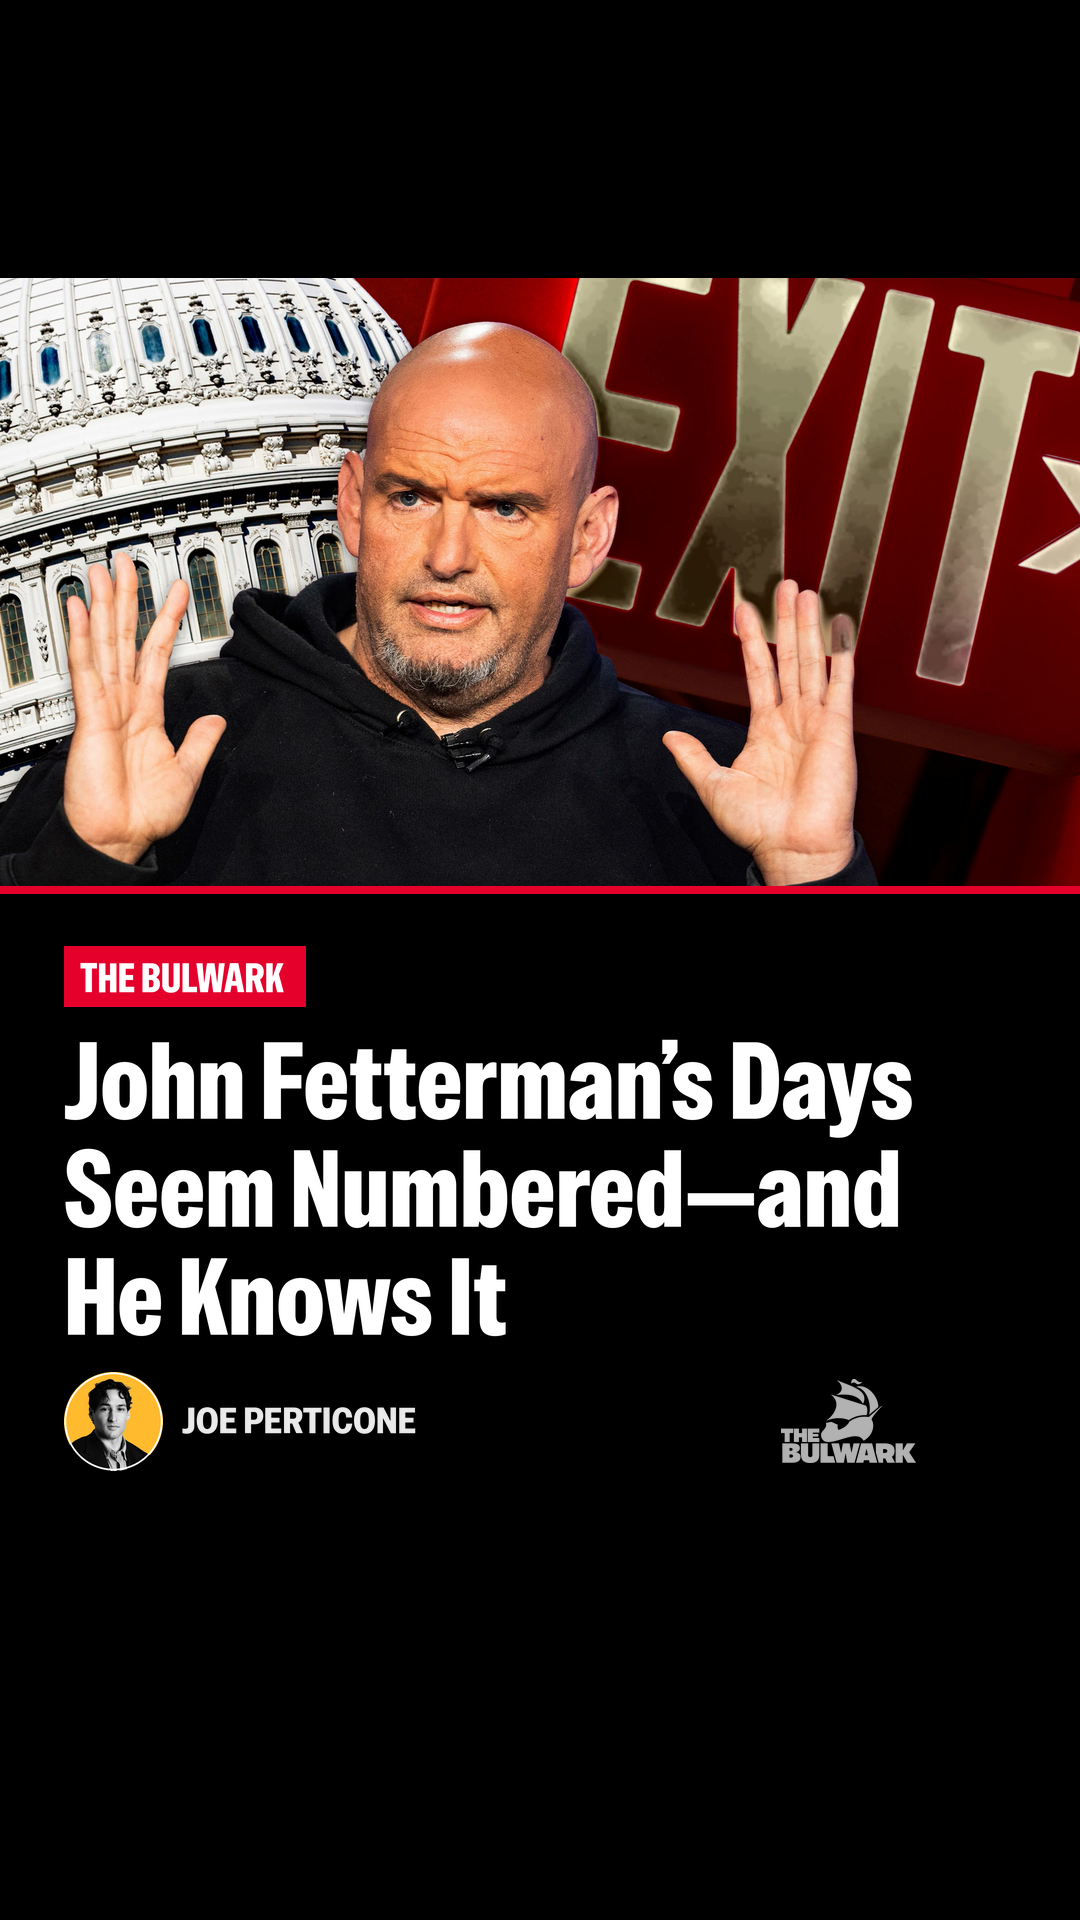 EXIT
THE BULWARK
John Fetterman’s Days
Seem Numbered—and
He Knows It
JOE PERTICONE
THE
BULWARK